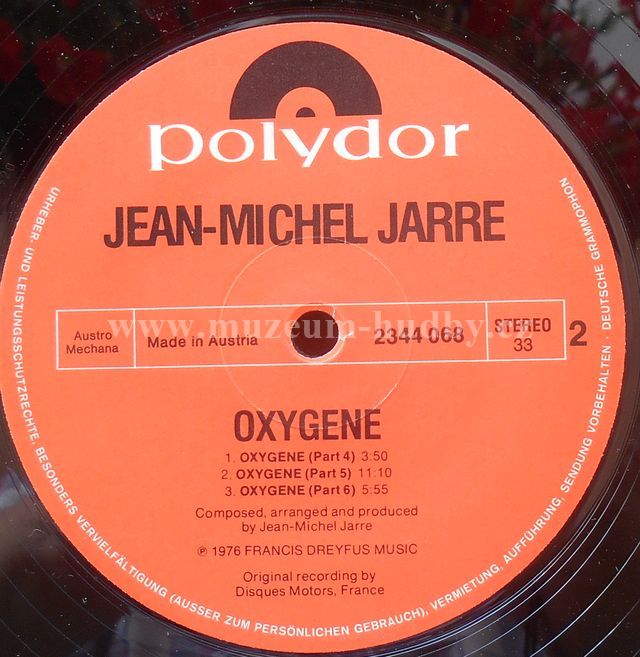 polydor
JEAN-MICHEL JARRE
Austro
Mechana
Made in Austria
2344 068
STEREO
33
2
www.muzeum-hudby.
OXYGENE
1. OXYGENE (Part 4) 3:50
2. OXYGENE (Part 5) 11:10
3. OXYGENE (Part 6) 5:55
Composed, arranged and produced
by Jean-Michel Jarre
℗ 1976 FRANCIS DREYFUS MUSIC
Original recording by
Disques Motors, France
URHEBER- UND LEISTUNGSSCHUTZRECHTE, BESONDERS VERVIELFÄLTIGUNG (AUSSER ZUM PERSÖNLICHEN GEBRAUCH), VERMIETUNG, AUFFÜHRUNG, SENDUNG VORBEHALTEN · DEUTSCHE GRAMMOPHON